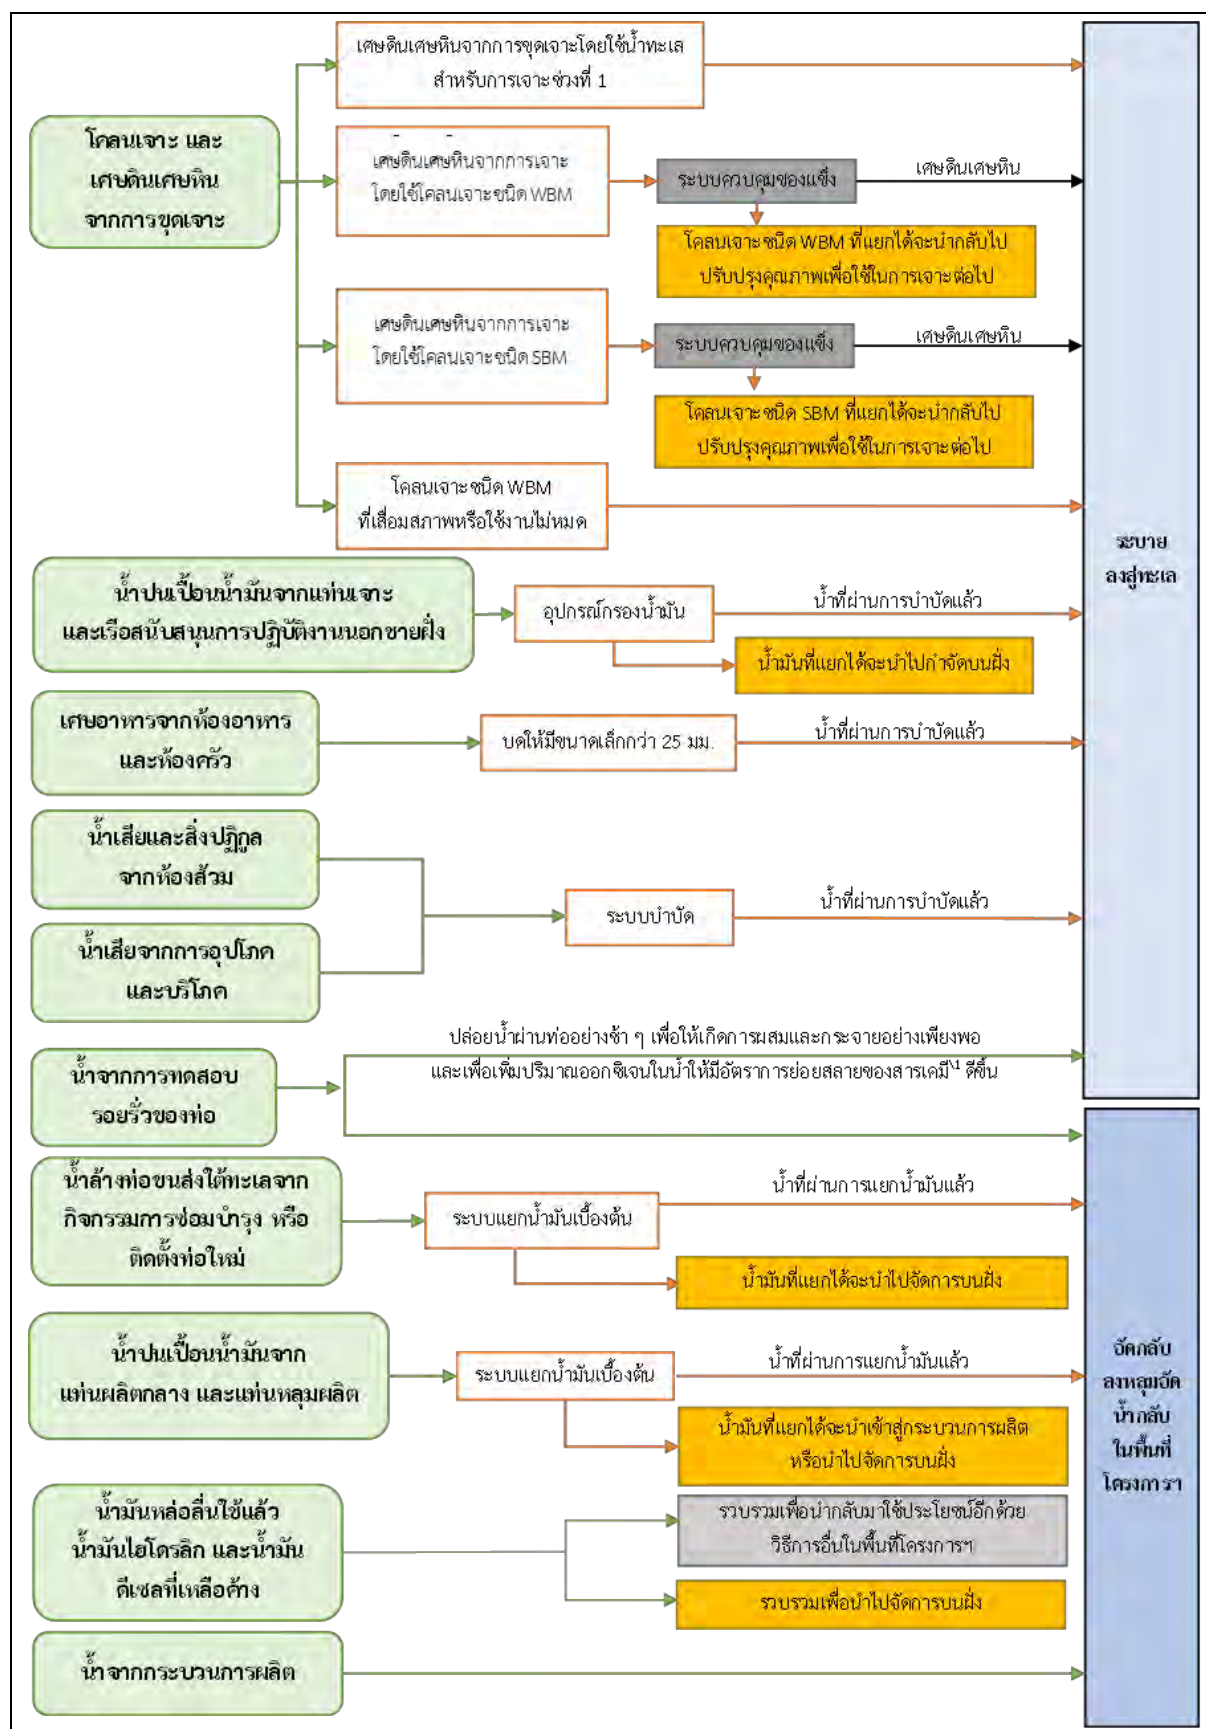 เศษดินเศษหินจากการขุดเจาะโดยใช้น้ำทะเล
สำหรับการเจาะช่วงที่ 1
โคลนเจาะ และ
เศษดินเศษหิน
จากการขุดเจาะ
เศษดินเศษหินจากการเจาะ
โดยใช้โคลนเจาะชนิด WBM
ระบบควบคุมของแข็ง
เศษดินเศษหิน
โคลนเจาะชนิด WBM ที่แยกได้จะนำกลับไป
ปรับปรุงคุณภาพเพื่อใช้ในการเจาะต่อไป
เศษดินเศษหินจากการเจาะ
โดยใช้โคลนเจาะชนิด SBM
ระบบควบคุมของแข็ง
เศษดินเศษหิน
โคลนเจาะชนิด SBM ที่แยกได้จะนำกลับไป
ปรับปรุงคุณภาพเพื่อใช้ในการเจาะต่อไป
โคลนเจาะชนิด WBM
ที่เสื่อมสภาพหรือใช้งานไม่หมด
ระบาย
ลงสู่ทะเล
น้ำปนเปื้อนน้ำมันจากแท่นเจาะ
และเรือสนับสนุนการปฏิบัติงานนอกชายฝั่ง
อุปกรณ์กรองน้ำมัน
น้ำที่ผ่านการบำบัดแล้ว
น้ำมันที่แยกได้จะนำไปกำจัดบนฝั่ง
เศษอาหารจากห้องอาหาร
และห้องครัว
บดให้มีขนาดเล็กกว่า 25 มม.
น้ำที่ผ่านการบำบัดแล้ว
น้ำเสียและสิ่งปฏิกูล
จากห้องส้วม
ระบบบำบัด
น้ำที่ผ่านการบำบัดแล้ว
น้ำเสียจากการอุปโภค
และบริโภค
น้ำจากการทดสอบ
รอยรั่วของท่อ
ปล่อยน้ำผ่านท่ออย่างช้า ๆ เพื่อให้เกิดการผสมและกระจายอย่างเพียงพอ
และเพื่อเพิ่มปริมาณออกซิเจนในน้ำให้มีอัตราการย่อยสลายของสารเคมี\1 ดีขึ้น
น้ำล้างท่อขนส่งใต้ทะเลจาก
กิจกรรมการซ่อมบำรุง หรือ
ติดตั้งท่อใหม่
ระบบแยกน้ำมันเบื้องต้น
น้ำที่ผ่านการแยกน้ำมันแล้ว
น้ำมันที่แยกได้จะนำไปจัดการบนฝั่ง
น้ำปนเปื้อนน้ำมันจาก
แท่นผลิตกลาง และแท่นหลุมผลิต
ระบบแยกน้ำมันเบื้องต้น
น้ำที่ผ่านการแยกน้ำมันแล้ว
น้ำมันที่แยกได้จะนำเข้าสู่กระบวนการผลิต
หรือนำไปจัดการบนฝั่ง
อัดกลับ
ลงหลุมอัด
น้ำกลับ
ในพื้นที่
โครงการฯ
น้ำมันหล่อลื่นใช้แล้ว
น้ำมันไฮโดรลิก และน้ำมัน
ดีเซลที่เหลือค้าง
รวบรวมเพื่อนำกลับมาใช้ประโยชน์อีกด้วย
วิธีการอื่นในพื้นที่โครงการฯ
รวบรวมเพื่อนำไปจัดการบนฝั่ง
น้ำจากกระบวนการผลิต